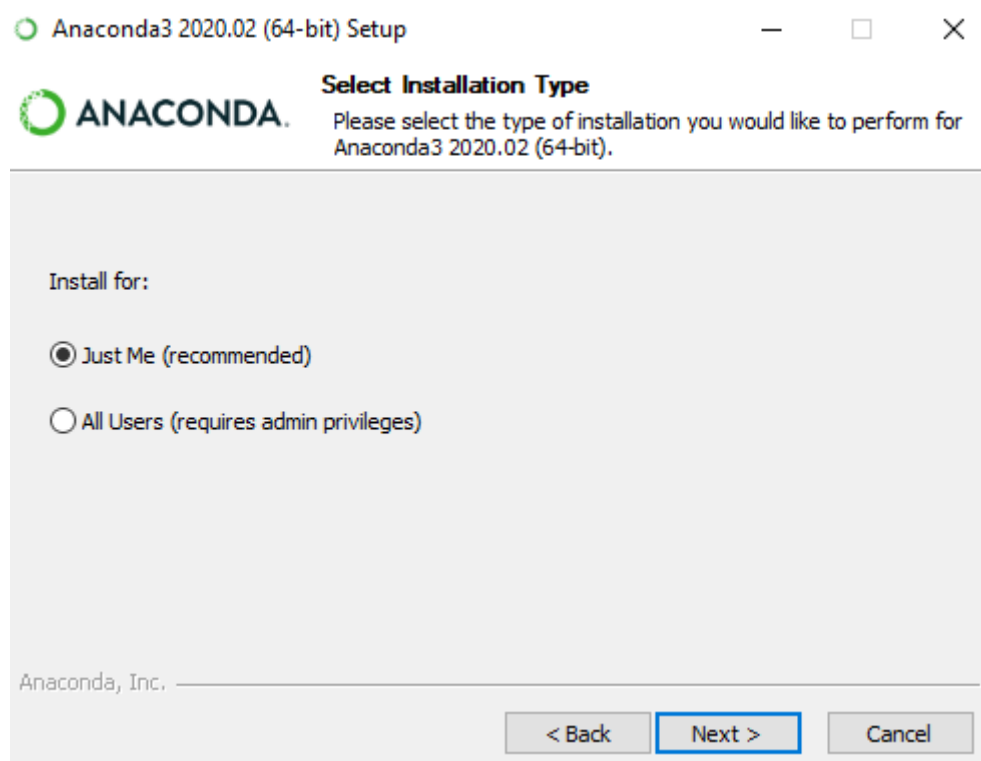 Anaconda3 2020.02 (64-bit) Setup
ANACONDA.
Select Installation Type
Please select the type of installation you would like to perform for
Anaconda3 2020.02 (64-bit).
Install for:
Just Me (recommended)
All Users (requires admin privileges)
Anaconda, Inc.
< Back Next > Cancel